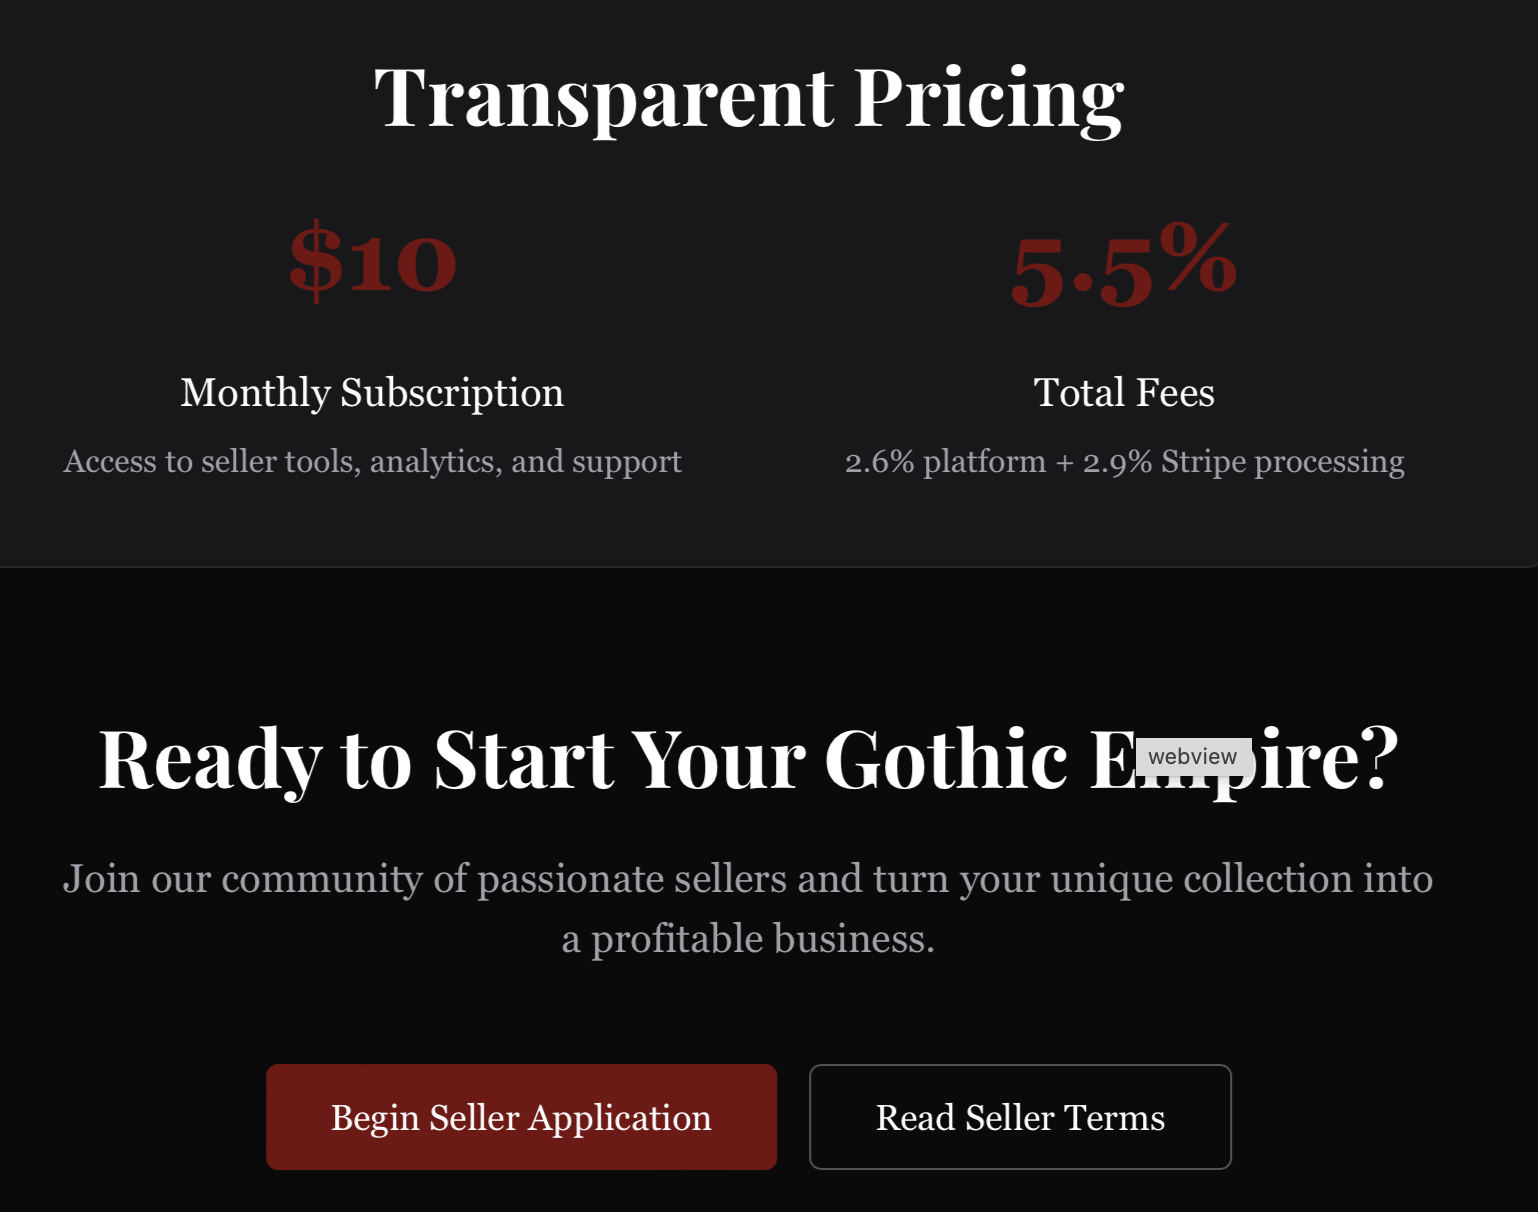 Transparent Pricing
$10
5.5%
Monthly Subscription
Total Fees
Access to seller tools, analytics, and support
2.6% platform + 2.9% Stripe processing
Ready to Start Your Gothic Empire?
webview
Join our community of passionate sellers and turn your unique collection into
a profitable business.
Begin Seller Application
Read Seller Terms